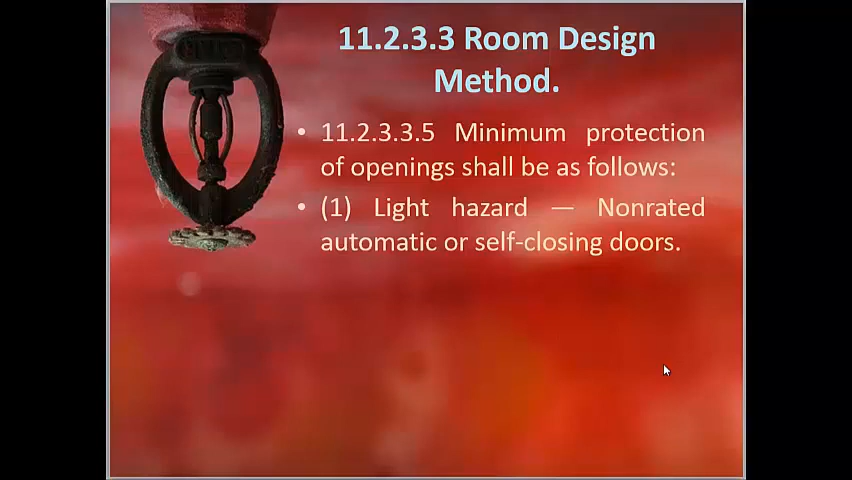 11.2.3.3 Room Design
Method.
• 11.2.3.3.5 Minimum protection
of openings shall be as follows:
• (1) Light hazard — Nonrated
automatic or self-closing doors.